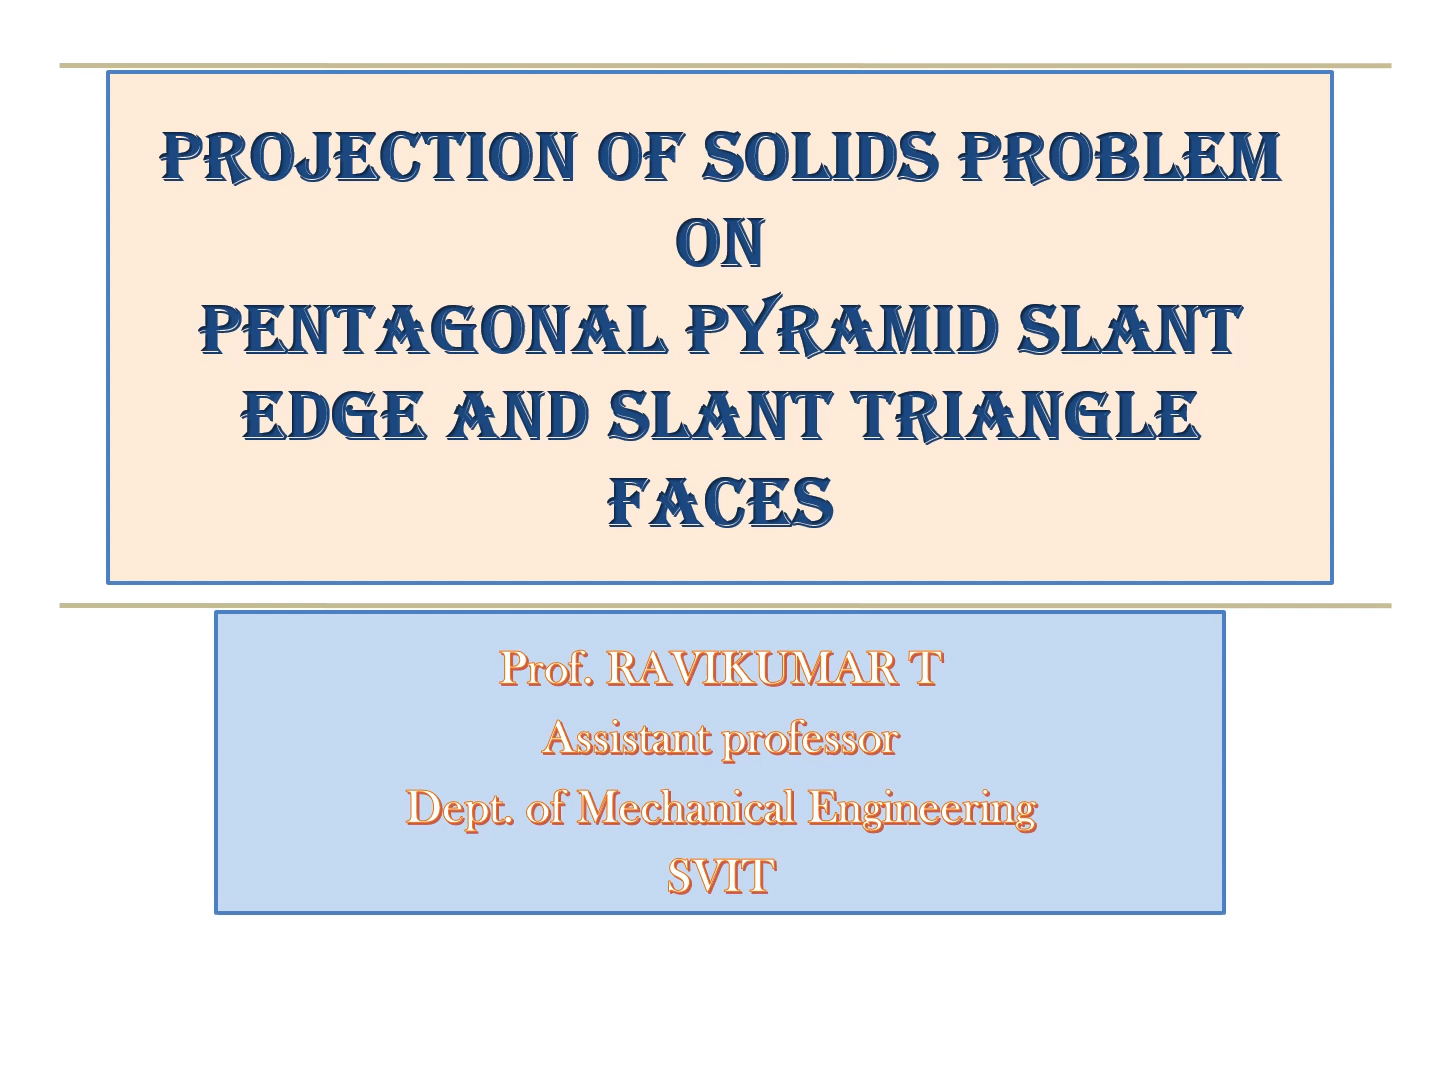 PROJECTION OF SOLIDS PROBLEM
ON
PENTAGONAL PYRAMID SLANT
EDGE AND SLANT TRIANGLE
FACES
Prof. RAVIKUMAR T
Assistant professor
Dept. of Mechanical Engineering
SVIT